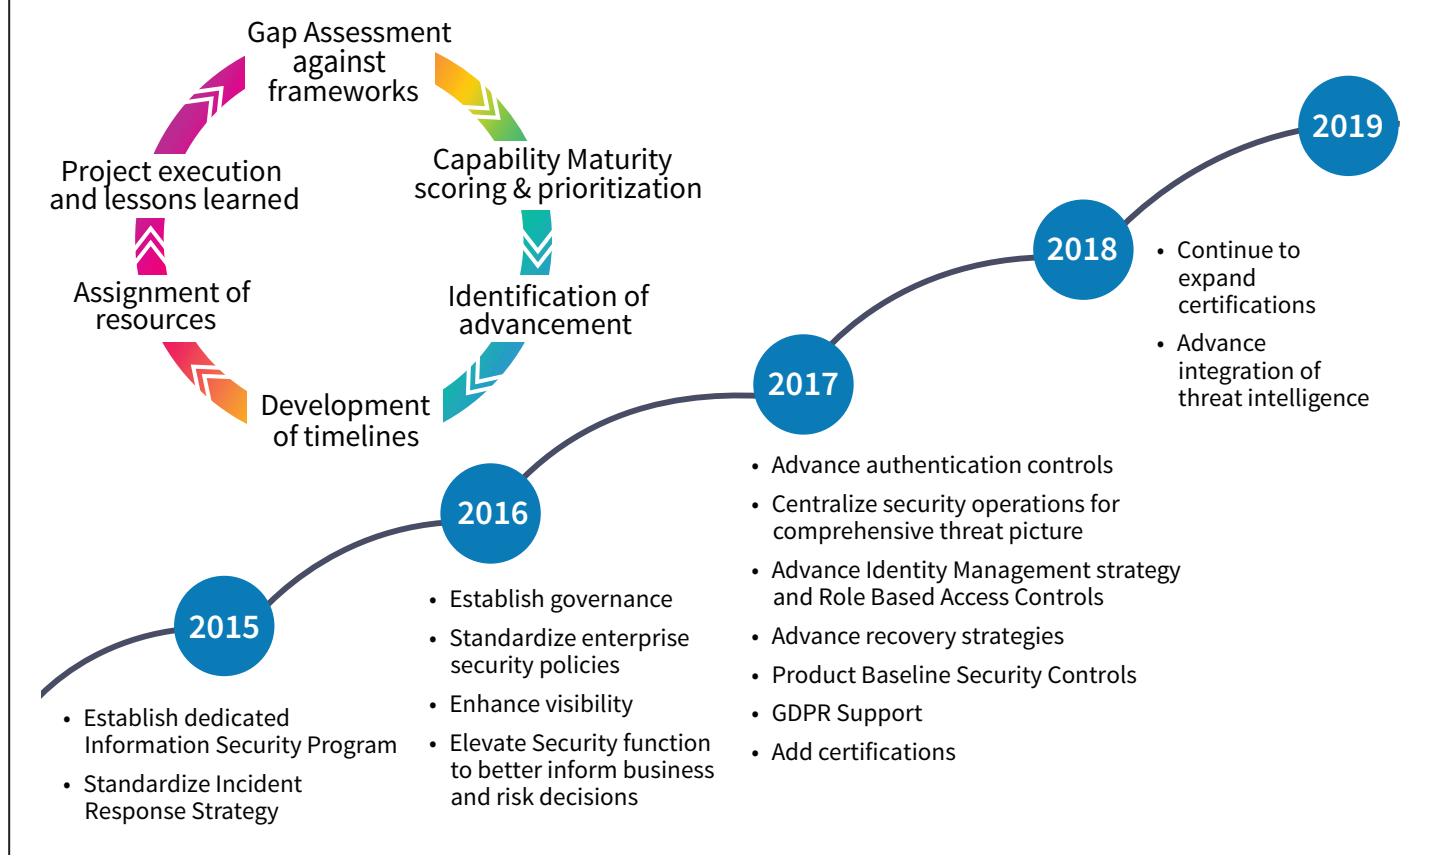 Gap Assessment
against
frameworks
Capability Maturity
scoring & prioritization
Identification of
advancement
Development
of timelines
Assignment of
resources
Project execution
and lessons learned
2015
• Establish dedicated
Information Security Program
• Standardize Incident
Response Strategy
2016
• Establish governance
• Standardize enterprise
security policies
• Enhance visibility
• Elevate Security function
to better inform business
and risk decisions
2017
• Advance authentication controls
• Centralize security operations for
comprehensive threat picture
• Advance Identity Management strategy
and Role Based Access Controls
• Advance recovery strategies
• Product Baseline Security Controls
• GDPR Support
• Add certifications
2018
• Continue to
expand
certifications
• Advance
integration of
threat intelligence
2019